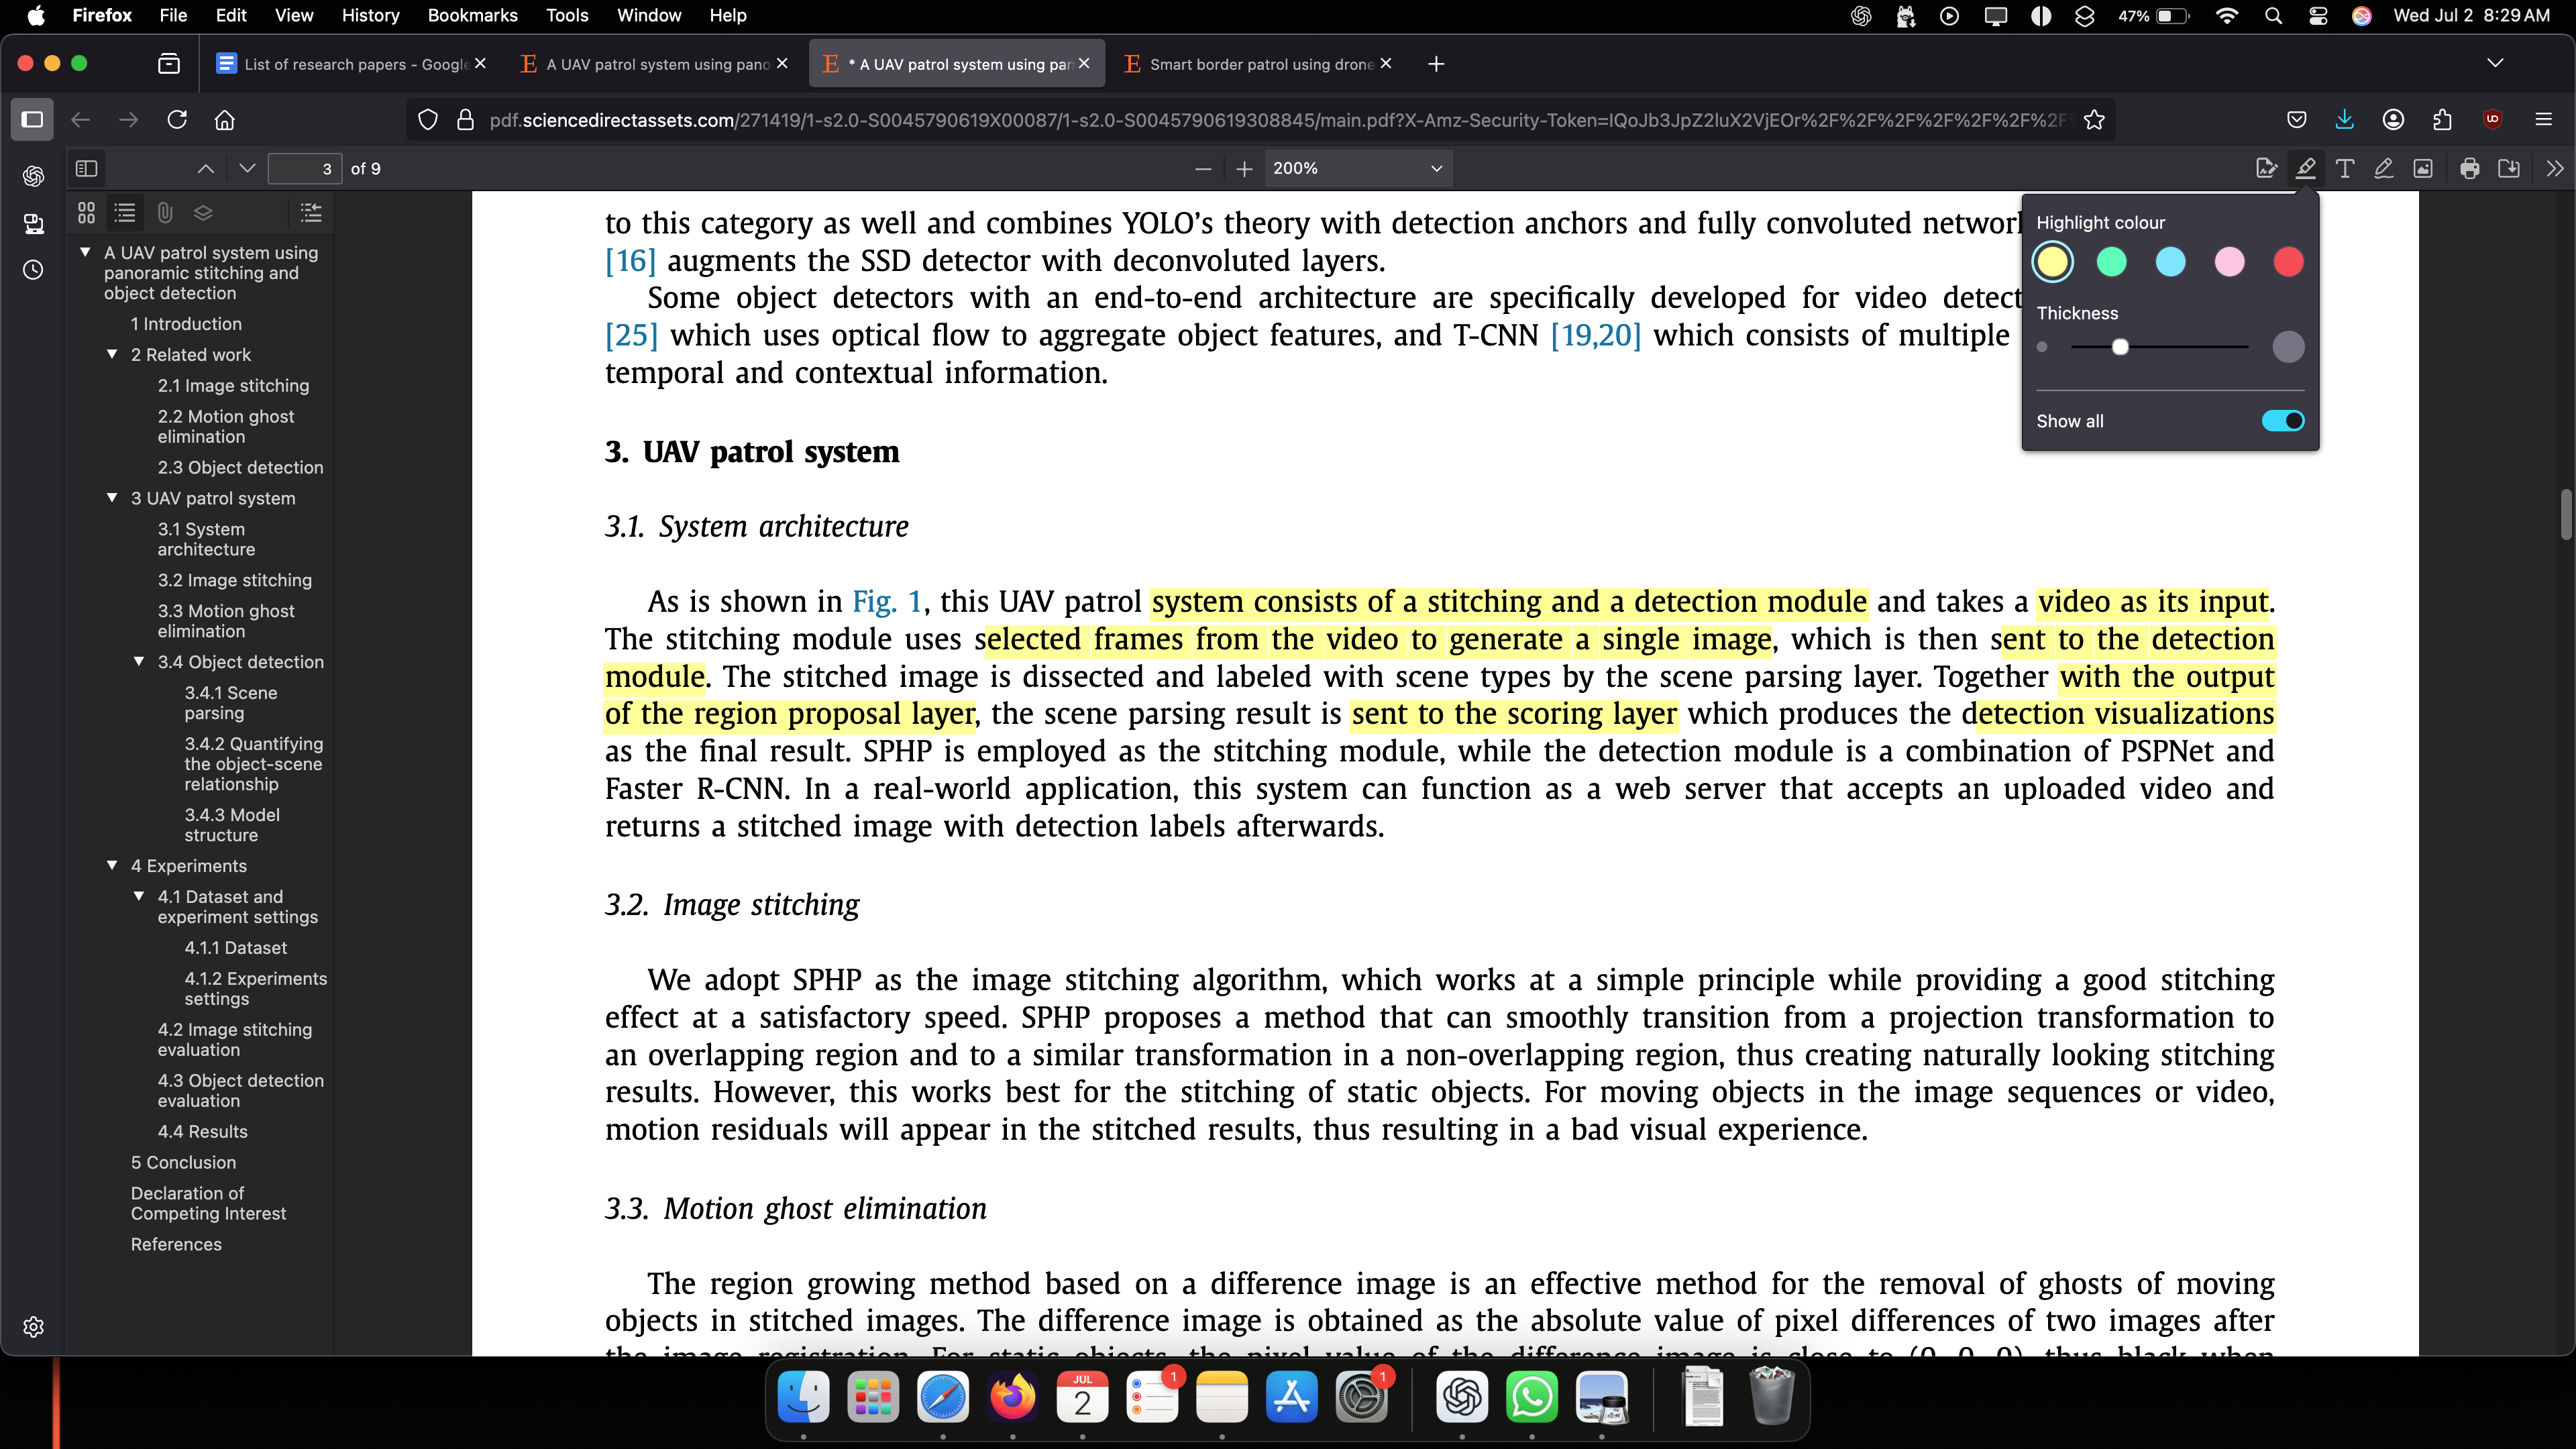 Firefox File Edit View History Bookmarks Tools Window Help 47% Wed Jul 2 8:29 AM
List of research papers - Google
A UAV patrol system using pano
* A UAV patrol system using pan
Smart border patrol using drone
pdf.sciencedirectassets.com/271419/1-s2.0-S0045790619X00087/1-s2.0-S0045790619308845/main.pdf?X-Amz-Security-Token=IQoJb3JpZ2luX2VjEOr%2F%2F%2F%2F%2F%2F%2F
3 of 9
200%
A UAV patrol system using
panoramic stitching and
object detection
1 Introduction
2 Related work
2.1 Image stitching
2.2 Motion ghost
elimination
2.3 Object detection
3 UAV patrol system
3.1 System
architecture
3.2 Image stitching
3.3 Motion ghost
elimination
3.4 Object detection
3.4.1 Scene
parsing
3.4.2 Quantifying
the object-scene
relationship
3.4.3 Model
structure
4 Experiments
4.1 Dataset and
experiment settings
4.1.1 Dataset
4.1.2 Experiments
settings
4.2 Image stitching
evaluation
4.3 Object detection
evaluation
4.4 Results
5 Conclusion
Declaration of
Competing Interest
References
to this category as well and combines YOLO's theory with detection anchors and fully convoluted network
[16] augments the SSD detector with deconvoluted layers.
Some object detectors with an end-to-end architecture are specifically developed for video detect
[25] which uses optical flow to aggregate object features, and T-CNN [19,20] which consists of multiple
temporal and contextual information.
3. UAV patrol system
3.1. System architecture
As is shown in Fig. 1, this UAV patrol system consists of a stitching and a detection module and takes a video as its input.
The stitching module uses selected frames from the video to generate a single image, which is then sent to the detection
module. The stitched image is dissected and labeled with scene types by the scene parsing layer. Together with the output
of the region proposal layer, the scene parsing result is sent to the scoring layer which produces the detection visualizations
as the final result. SPHP is employed as the stitching module, while the detection module is a combination of PSPNet and
Faster R-CNN. In a real-world application, this system can function as a web server that accepts an uploaded video and
returns a stitched image with detection labels afterwards.
3.2. Image stitching
We adopt SPHP as the image stitching algorithm, which works at a simple principle while providing a good stitching
effect at a satisfactory speed. SPHP proposes a method that can smoothly transition from a projection transformation to
an overlapping region and to a similar transformation in a non-overlapping region, thus creating naturally looking stitching
results. However, this works best for the stitching of static objects. For moving objects in the image sequences or video,
motion residuals will appear in the stitched results, thus resulting in a bad visual experience.
3.3. Motion ghost elimination
The region growing method based on a difference image is an effective method for the removal of ghosts of moving
objects in stitched images. The difference image is obtained as the absolute value of pixel differences of two images after
the image registration. For static objects, the pixel value of the difference image is close to (0, 0, 0), thus black when
Highlight colour
Thickness
Show all
JUL
2
1
1